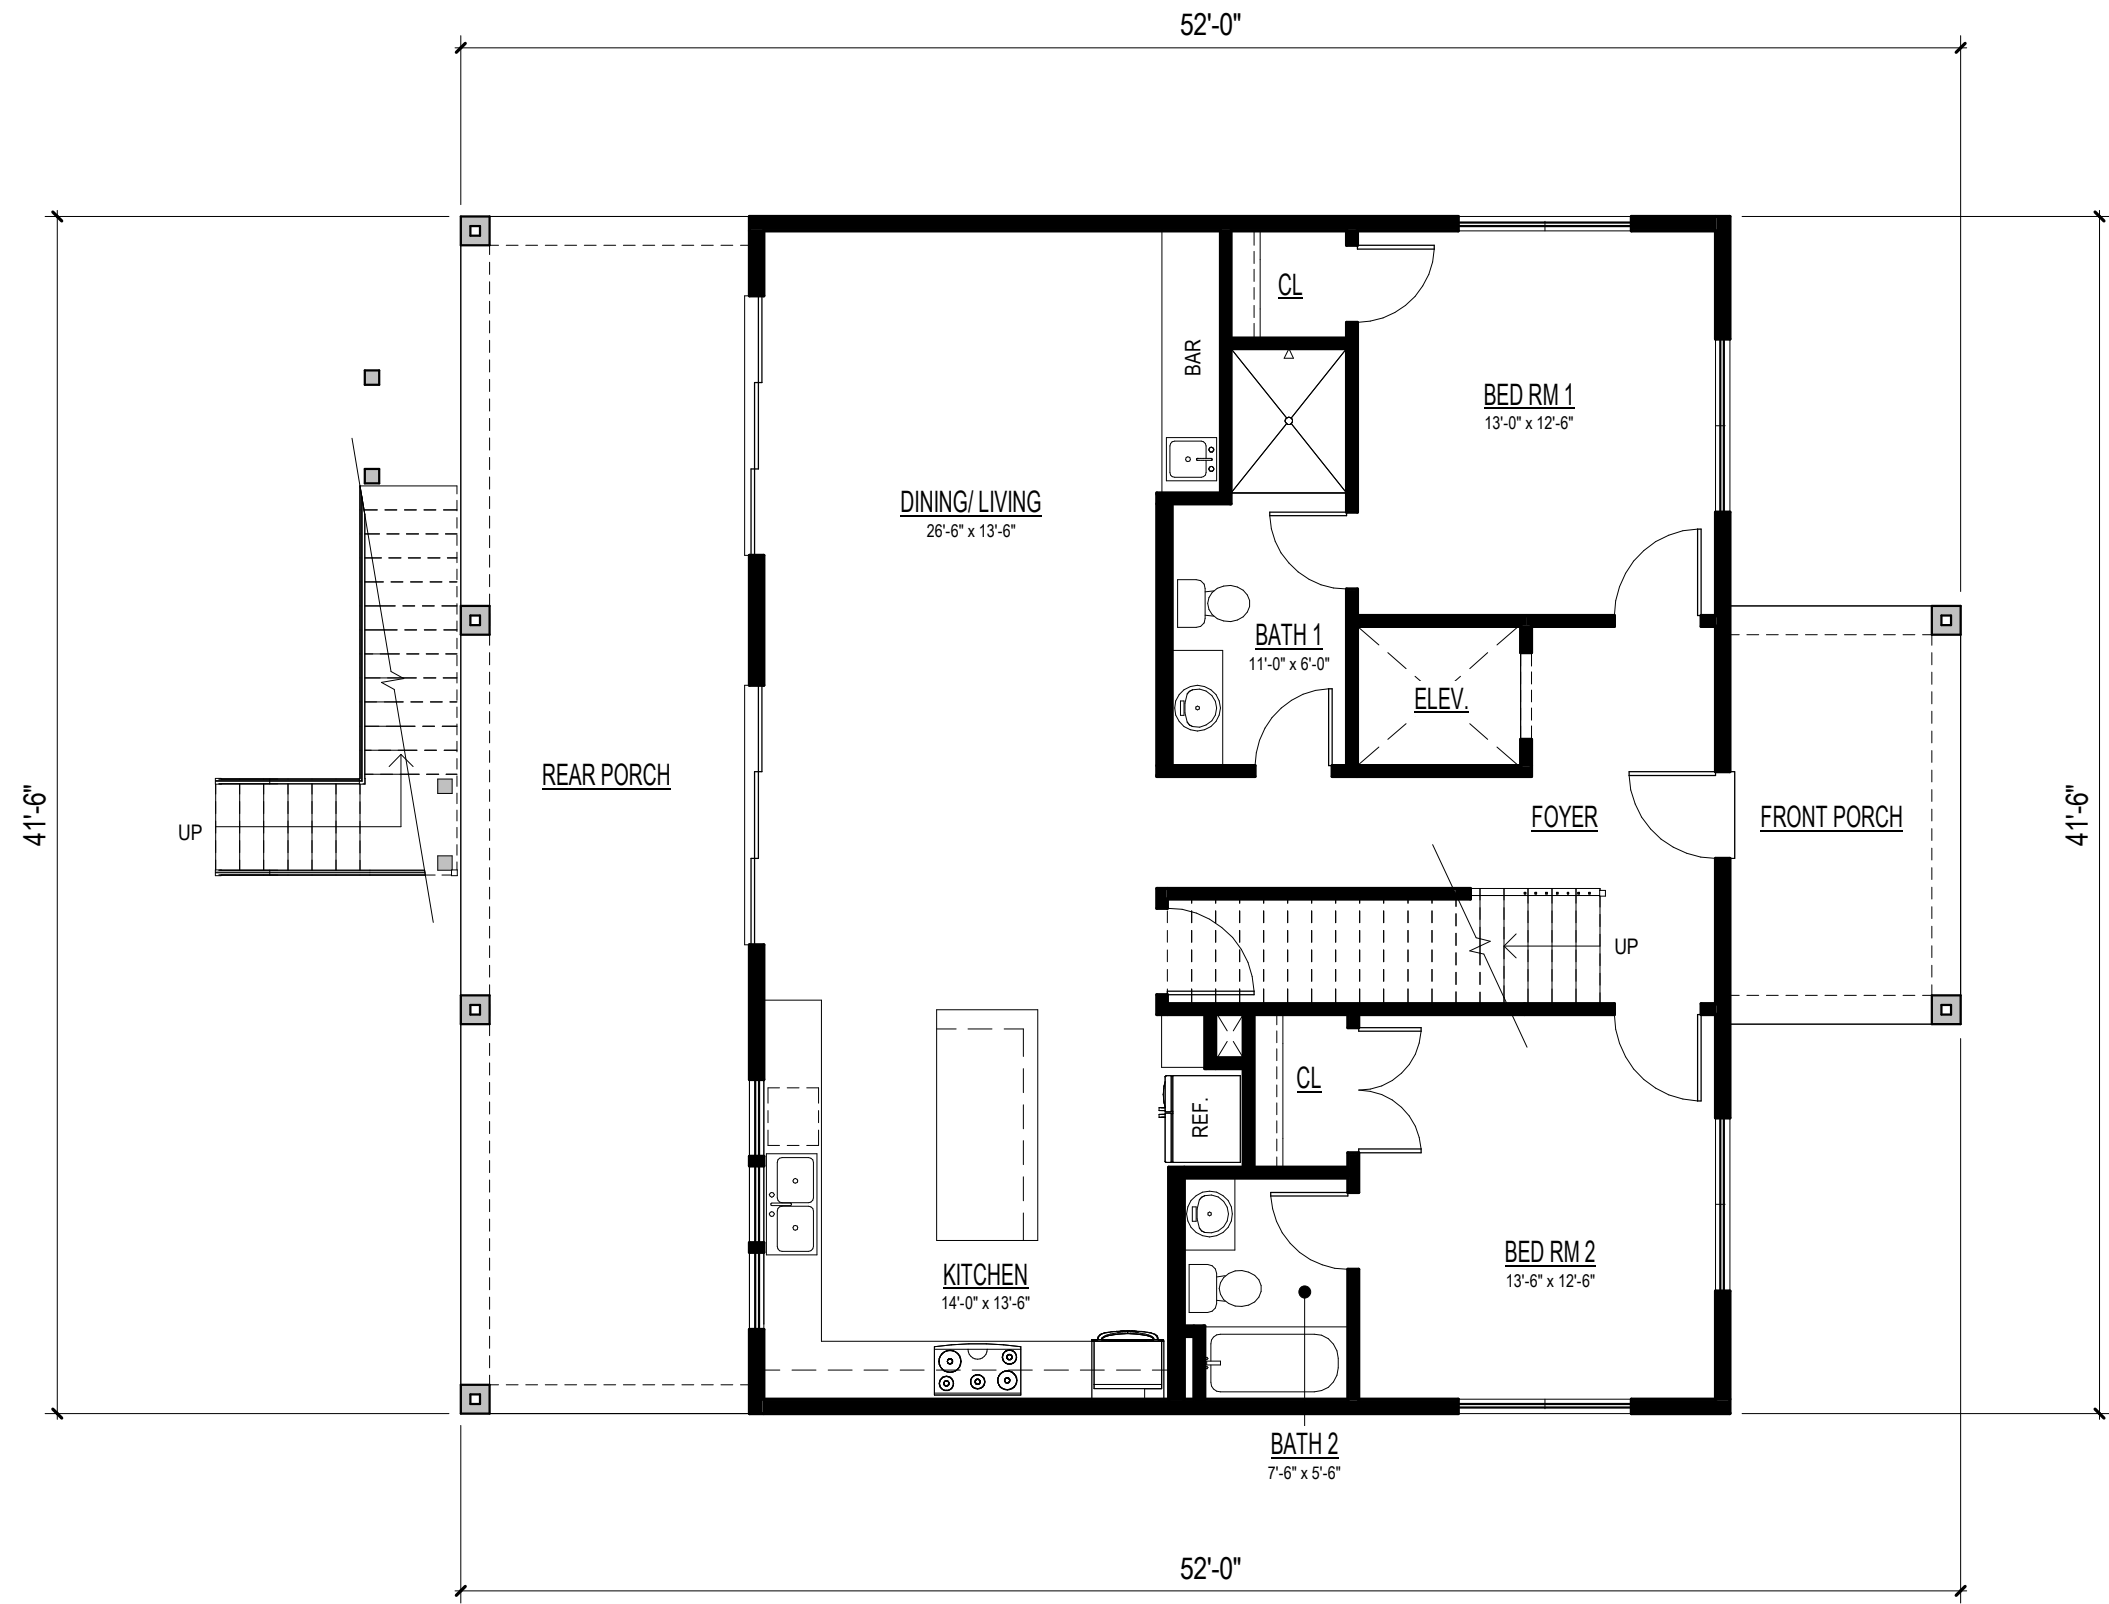 52'-0"
CL
BAR
BED RM 1
13'-0" x 12'-6"
DINING/ LIVING
26'-6" x 13'-6"
BATH 1
11'-0" x 6'-0"
ELEV.
REAR PORCH
41'-6"
UP
FOYER
FRONT PORCH
41'-6"
UP
CL
REF.
BED RM 2
13'-6" x 12'-6"
KITCHEN
14'-0" x 13'-6"
BATH 2
7'-6" x 5'-6"
52'-0"